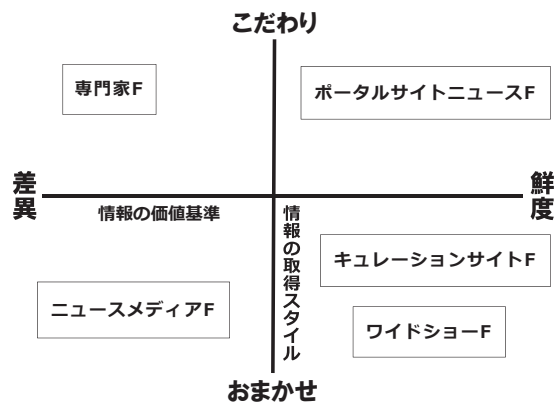 こだわり
専門家F
ポータルサイトニュースF
差異
鮮度
情報の価値基準
情報の取得スタイル
キュレーションサイトF
ニュースメディアF
ワイドショーF
おまかせ